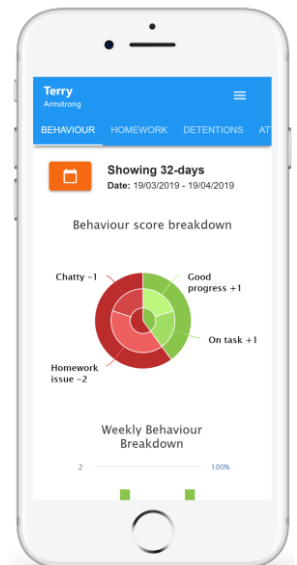 Terry
Armstrong
BEHAVIOUR HOMEWORK DETENTIONS AT
Showing 32-days
Date: 19/03/2019 - 19/04/2019
Behaviour score breakdown
Chatty −1
Good
progress +1
On task +1
Homework
issue −2
Weekly Behaviour
Breakdown
2 100%